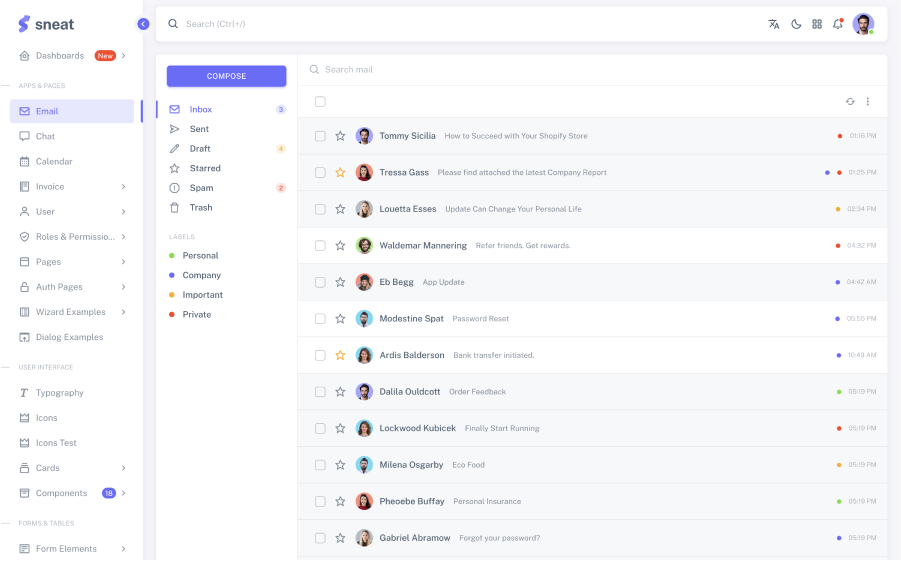 sneat
Dashboards New
APPS & PAGES
Email
Chat
Calendar
Invoice
User
Roles & Permissio...
Pages
Auth Pages
Wizard Examples
Dialog Examples
USER INTERFACE
Typography
Icons
Icons Test
Cards
Components 18
FORMS & TABLES
Form Elements
Search (Ctrl+/)
COMPOSE
Inbox 3
Sent
Draft 4
Starred
Spam 2
Trash
LABELS
Personal
Company
Important
Private
Search mail
Tommy Sicilia How to Succeed with Your Shopify Store 01:16 PM
Tressa Gass Please find attached the latest Company Report 01:25 PM
Louetta Esses Update Can Change Your Personal Life 02:34 PM
Waldemar Mannering Refer friends. Get rewards. 04:32 PM
Eb Begg App Update 04:42 AM
Modestine Spat Password Reset 05:55 PM
Ardis Balderson Bank transfer initiated. 10:49 AM
Dalila Ouldcott Order Feedback 05:19 PM
Lockwood Kubicek Finally Start Running 05:19 PM
Milena Osgarby Eco Food 05:19 PM
Pheoebe Buffay Personal Insurance 05:19 PM
Gabriel Abramow Forgot your password? 05:19 PM